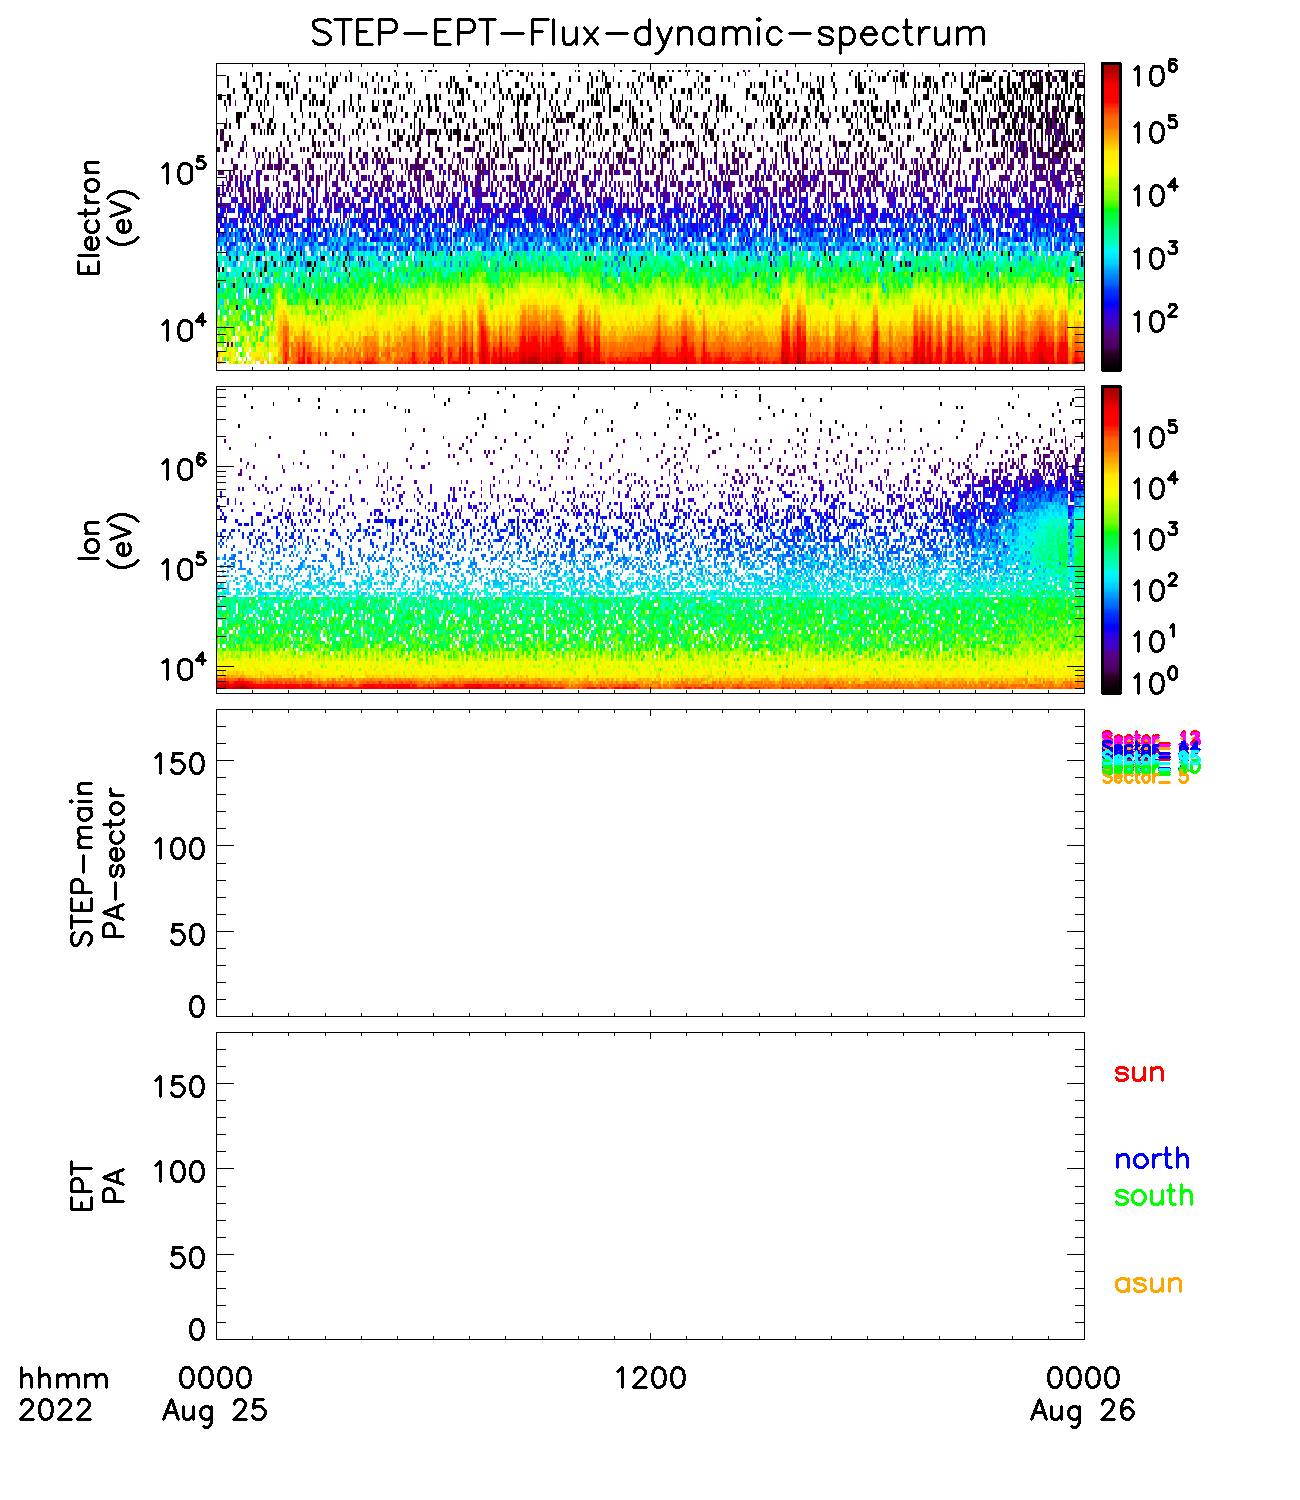 STEP-EPT-Flux-dynamic-spectrum
Electron
(eV)
10^5
10^4
10^6
10^5
10^4
10^3
10^2
Ion
(eV)
10^6
10^5
10^4
10^5
10^4
10^3
10^2
10^1
10^0
STEP-main
PA-sector
150
100
50
0
Sector= 5
EPT
PA
150
100
50
0
sun
north
south
asun
hhmm
2022
0000
Aug 25
1200
0000
Aug 26